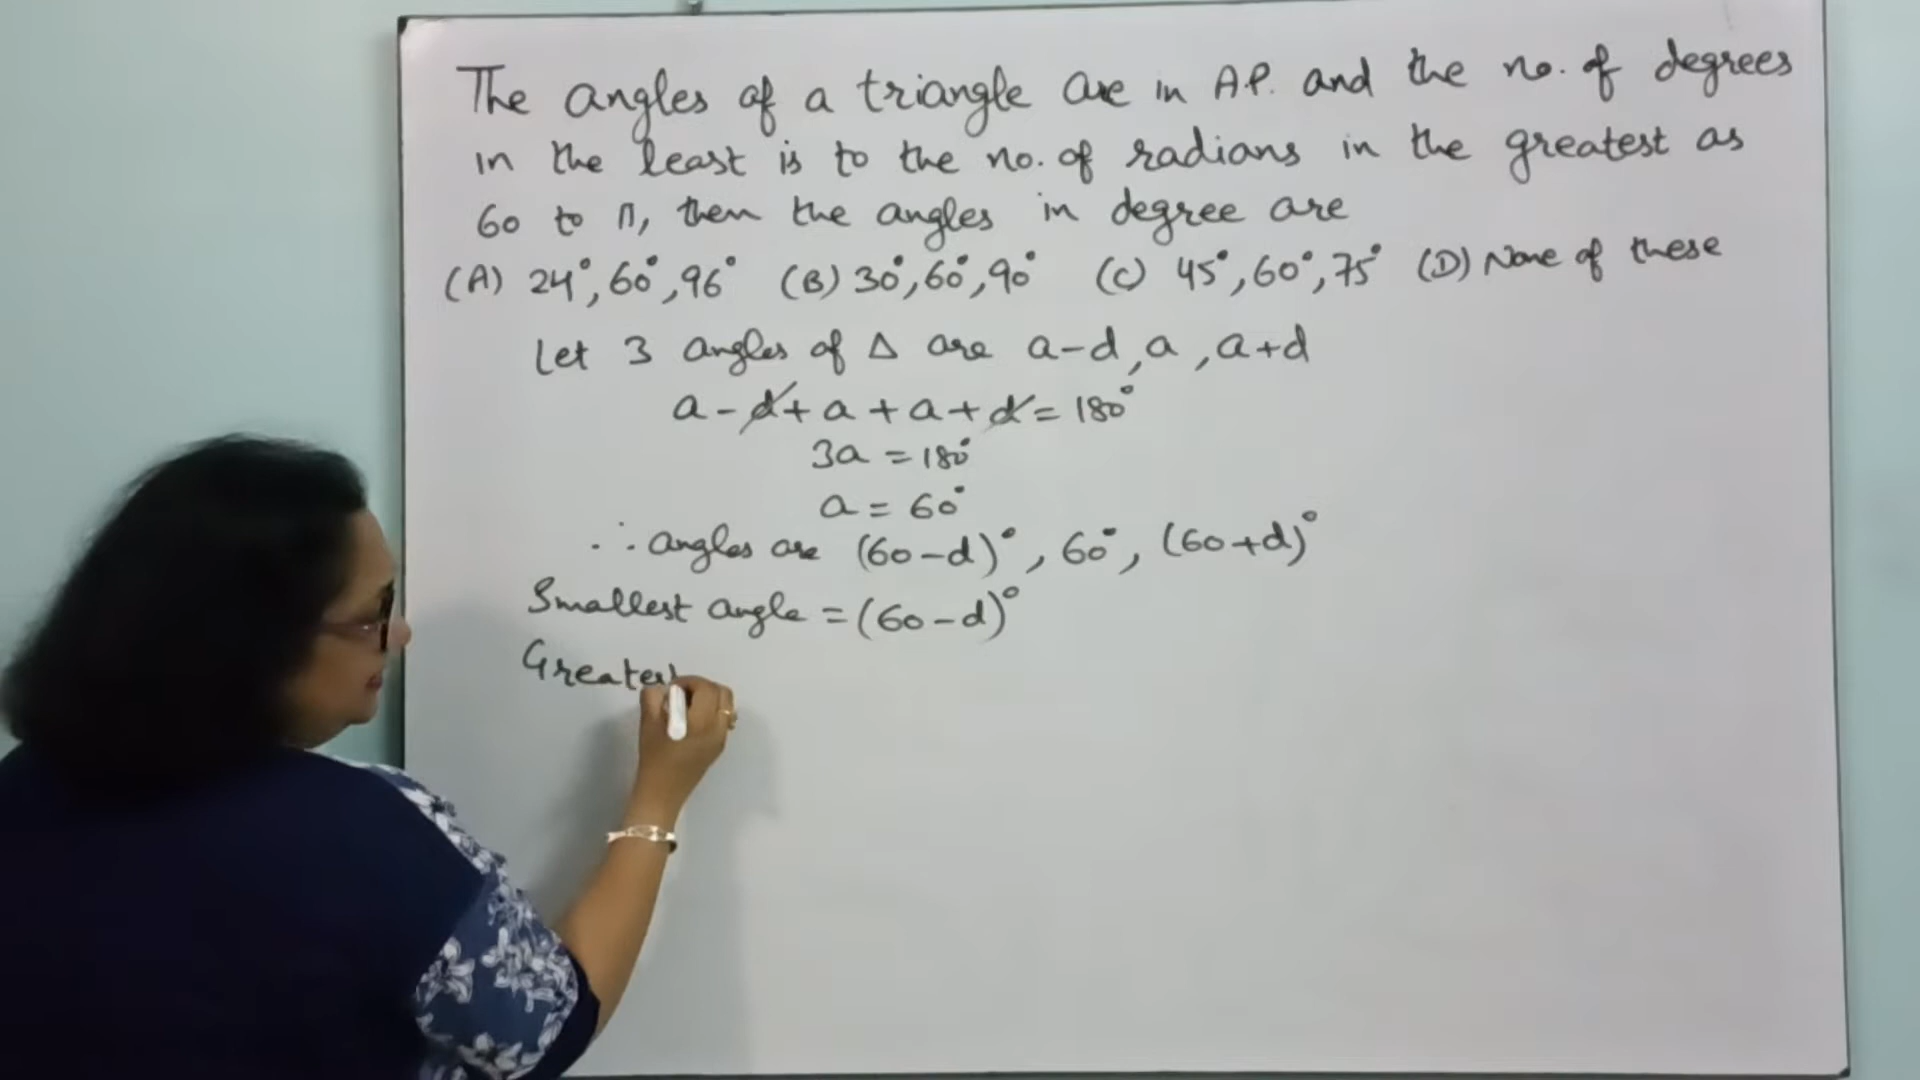 The angles of a triangle are in A.P. and the no. of degrees
in the least is to the no. of radians in the greatest as
60 to π, then the angles in degree are
(A) 24°, 60°, 96° (B) 30°, 60°, 90° (C) 45°, 60°, 75° (D) None of these
Let 3 angles of Δ are a-d, a, a+d
a - d + a + a + d = 180°
3a = 180°
a = 60°
∴ angles are (60-d)°, 60°, (60+d)°
Smallest angle = (60-d)°
Greates